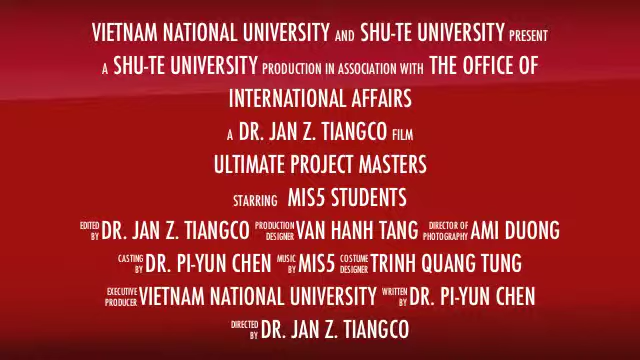 VIETNAM NATIONAL UNIVERSITY AND SHU-TE UNIVERSITY PRESENT
A SHU-TE UNIVERSITY PRODUCTION IN ASSOCIATION WITH THE OFFICE OF
INTERNATIONAL AFFAIRS
A DR. JAN Z. TIANGCO FILM
ULTIMATE PROJECT MASTERS
STARRING MIS5 STUDENTS
EDITED BY DR. JAN Z. TIANGCO PRODUCTION DESIGNER VAN HANH TANG DIRECTOR OF PHOTOGRAPHY AMI DUONG
CASTING BY DR. PI-YUN CHEN MUSIC BY MIS5 COSTUME DESIGNER TRINH QUANG TUNG
EXECUTIVE PRODUCER VIETNAM NATIONAL UNIVERSITY WRITTEN BY DR. PI-YUN CHEN
DIRECTED BY DR. JAN Z. TIANGCO